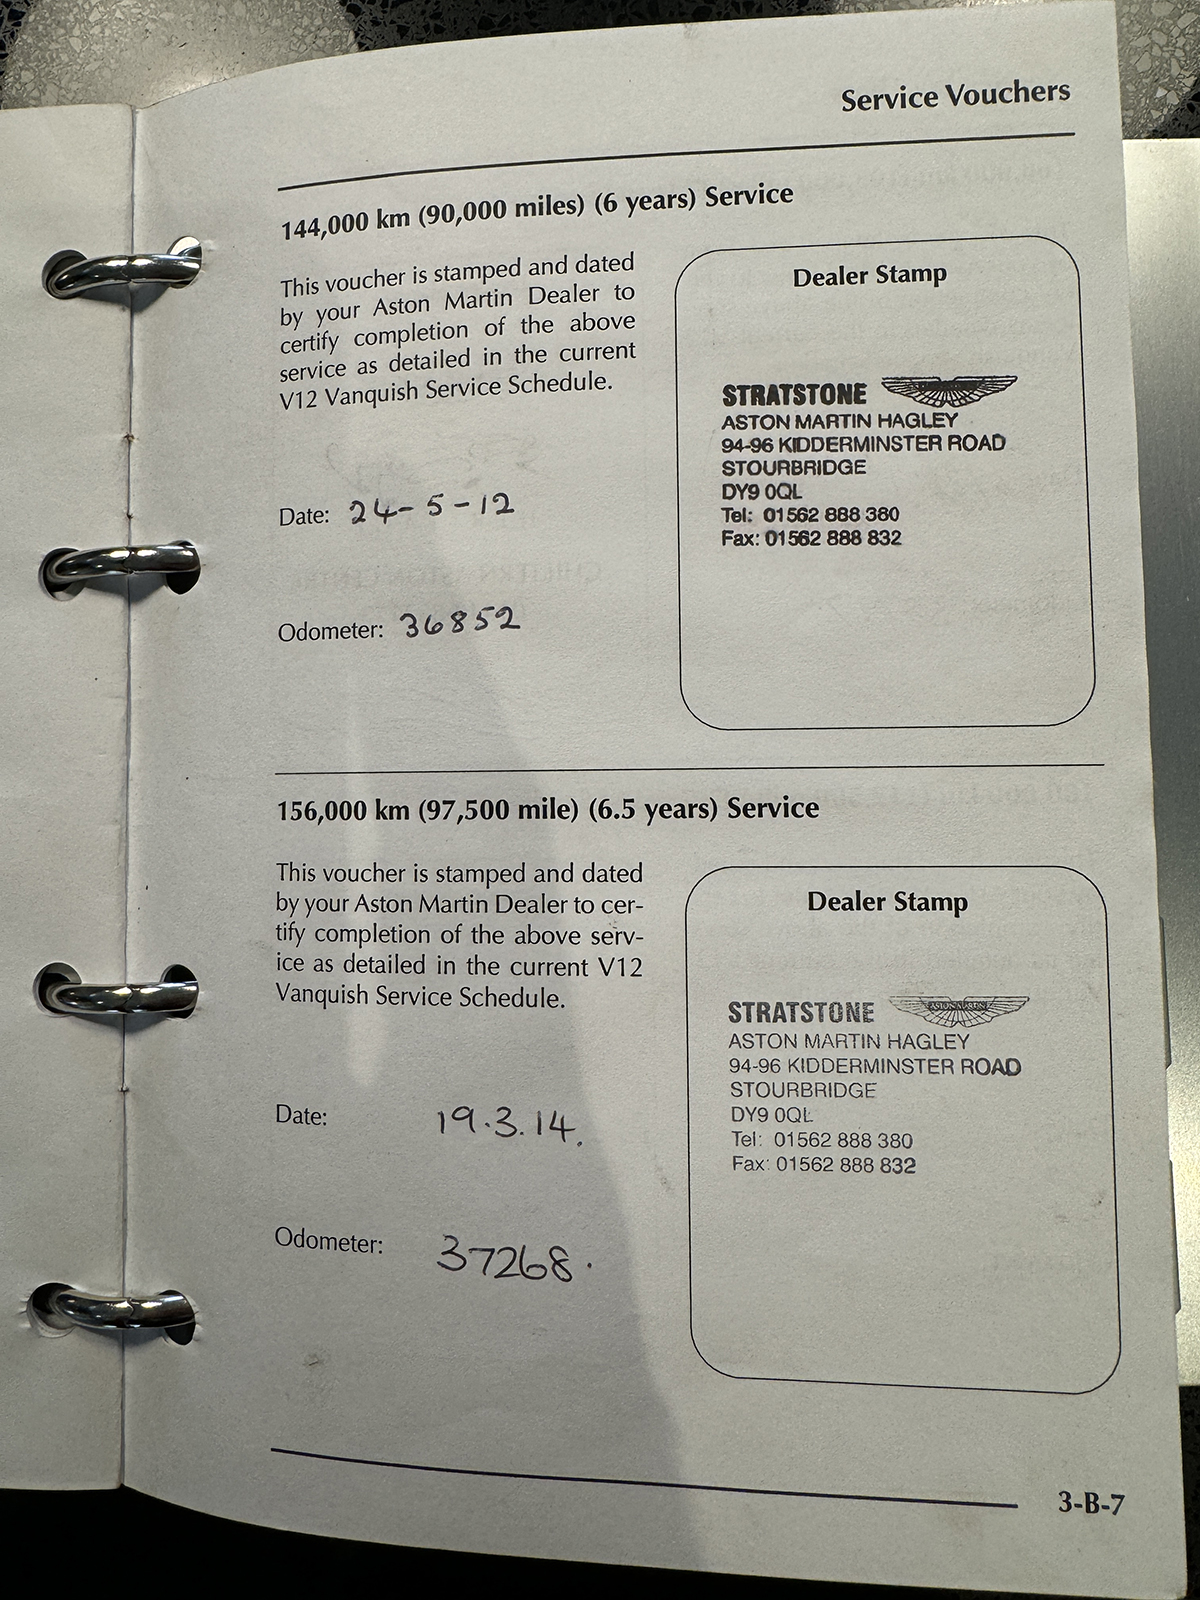 Service Vouchers
144,000 km (90,000 miles) (6 years) Service
This voucher is stamped and dated
by your Aston Martin Dealer to
certify completion of the above
service as detailed in the current
V12 Vanquish Service Schedule.
Date: 24-5-12
Odometer: 36852
Dealer Stamp
STRATSTONE
ASTON MARTIN HAGLEY
94-96 KIDDERMINSTER ROAD
STOURBRIDGE
DY9 0QL
Tel: 01562 888 380
Fax: 01562 888 832
156,000 km (97,500 mile) (6.5 years) Service
This voucher is stamped and dated
by your Aston Martin Dealer to cer-
tify completion of the above serv-
ice as detailed in the current V12
Vanquish Service Schedule.
Date: 19.3.14.
Odometer: 37268.
Dealer Stamp
STRATSTONE ASTON MARTIN
ASTON MARTIN HAGLEY
94-96 KIDDERMINSTER ROAD
STOURBRIDGE
DY9 0QL
Tel: 01562 888 380
Fax: 01562 888 832
3-B-7